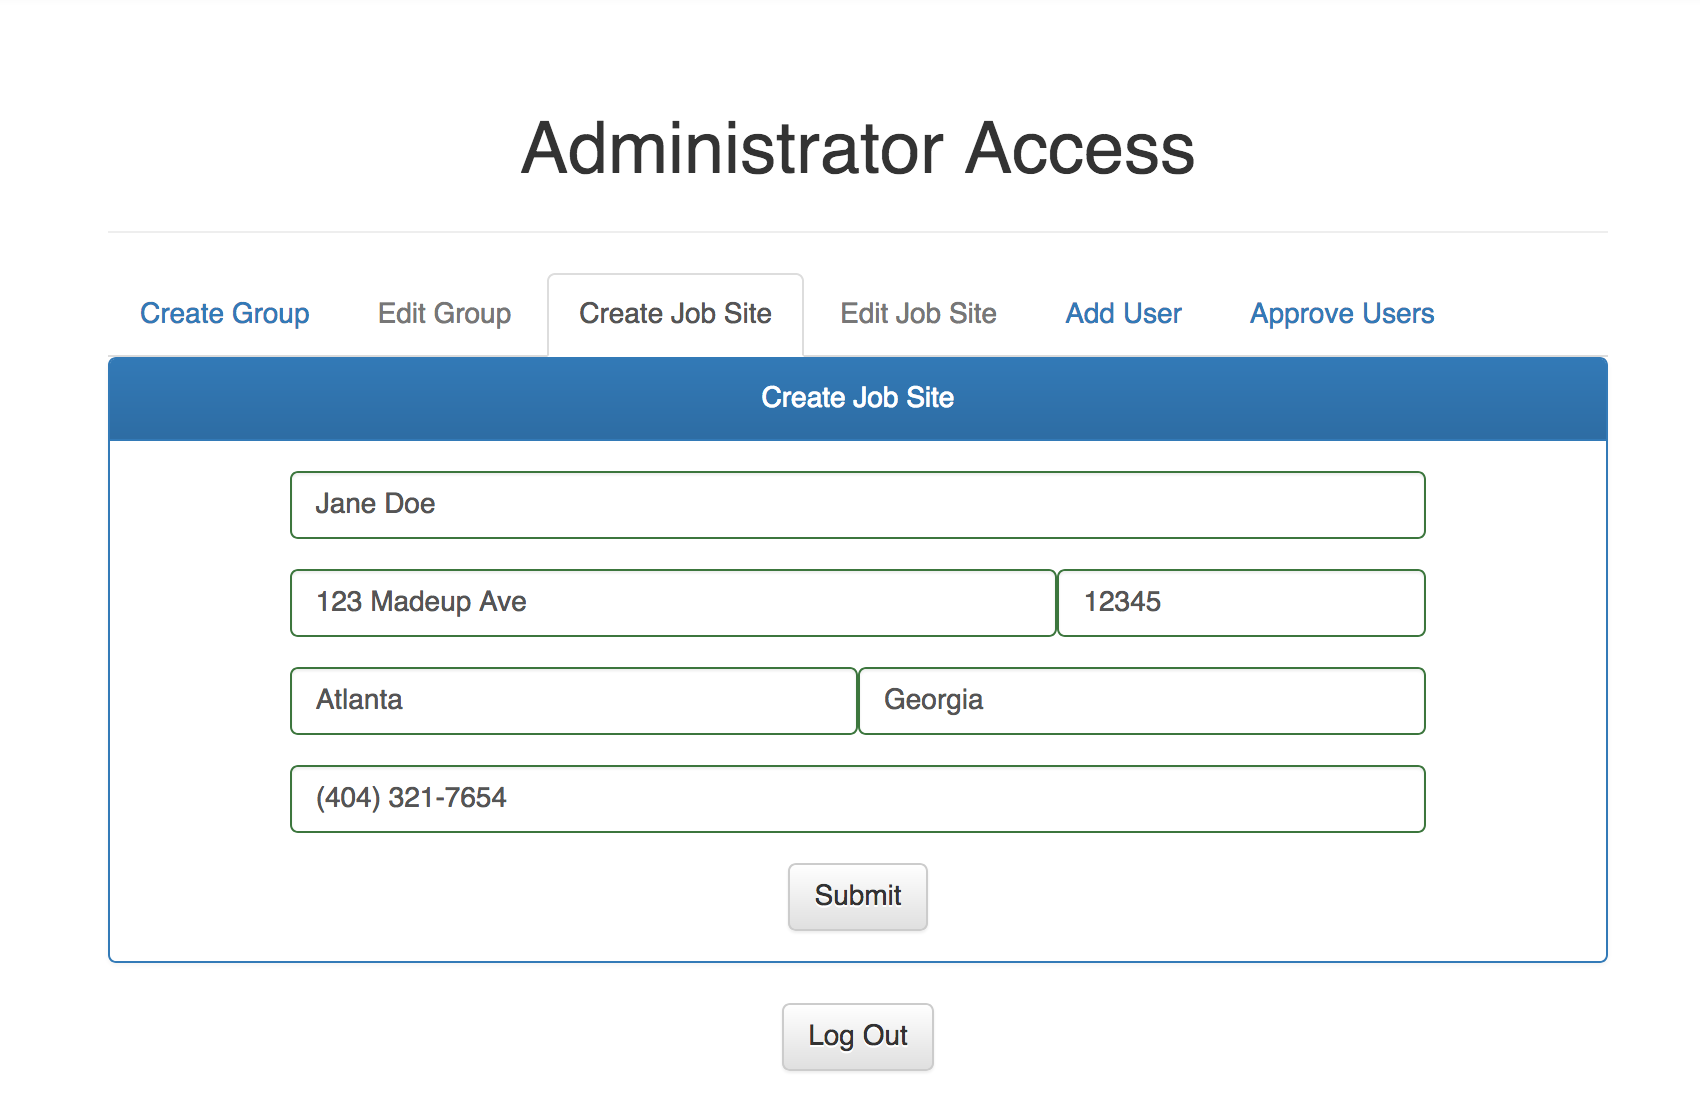 Administrator Access
Create Group Edit Group Create Job Site Edit Job Site Add User Approve Users
Create Job Site
Jane Doe
123 Madeup Ave 12345
Atlanta Georgia
(404) 321-7654
Submit
Log Out